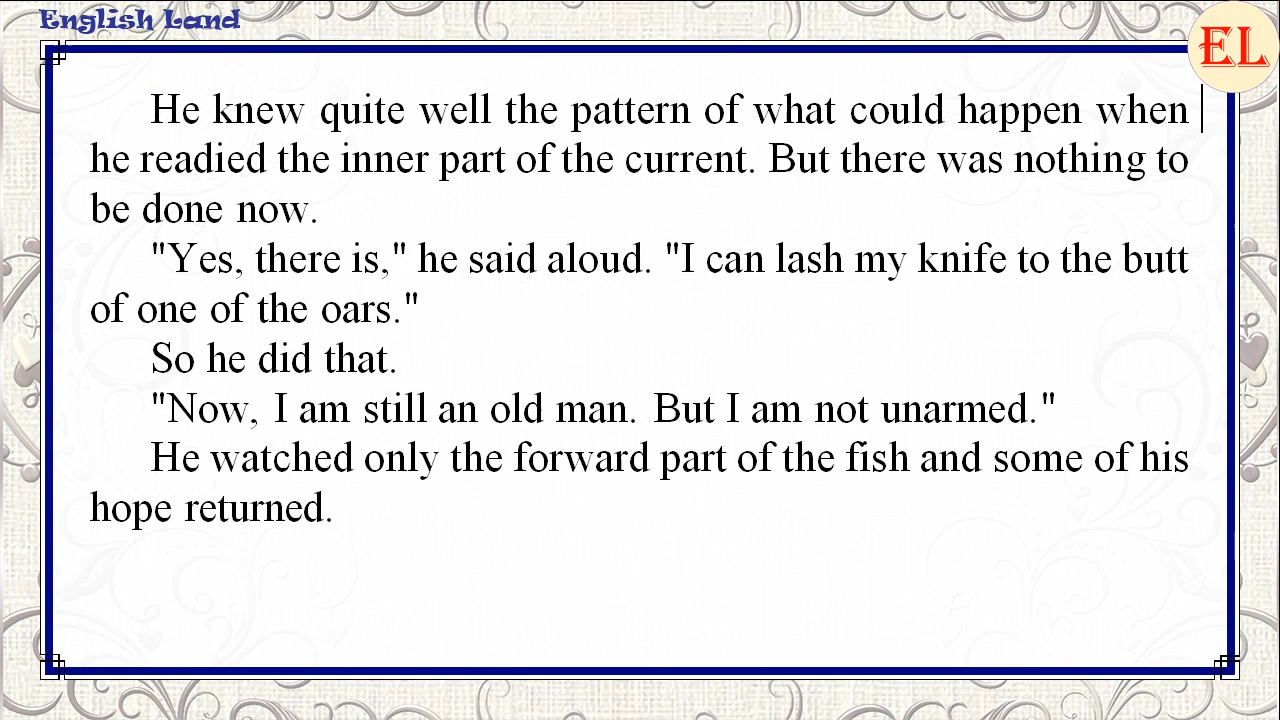 English Land
EL
He knew quite well the pattern of what could happen when
he readied the inner part of the current. But there was nothing to
be done now.
"Yes, there is," he said aloud. "I can lash my knife to the butt
of one of the oars."
So he did that.
"Now, I am still an old man. But I am not unarmed."
He watched only the forward part of the fish and some of his
hope returned.